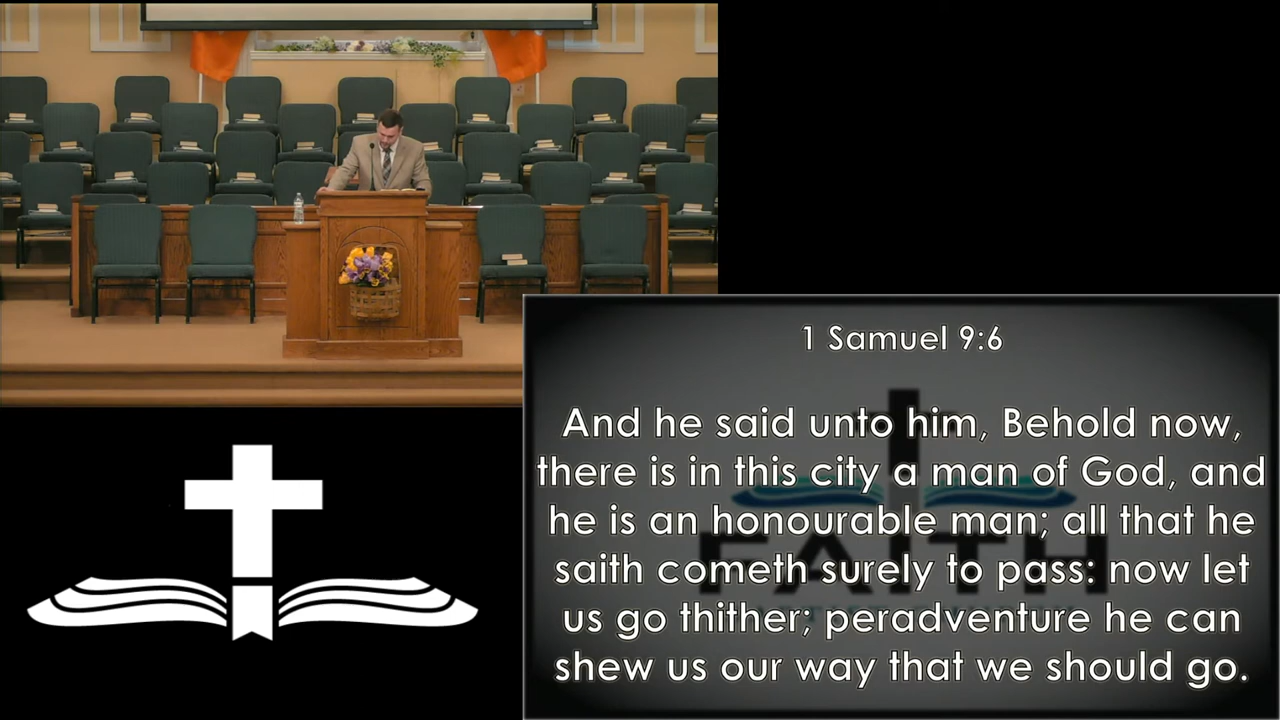 1 Samuel 9:6
And he said unto him, Behold now,
there is in this city a man of God, and
he is an honourable man; all that he
saith cometh surely to pass: now let
us go thither; peradventure he can
shew us our way that we should go.
FAITH